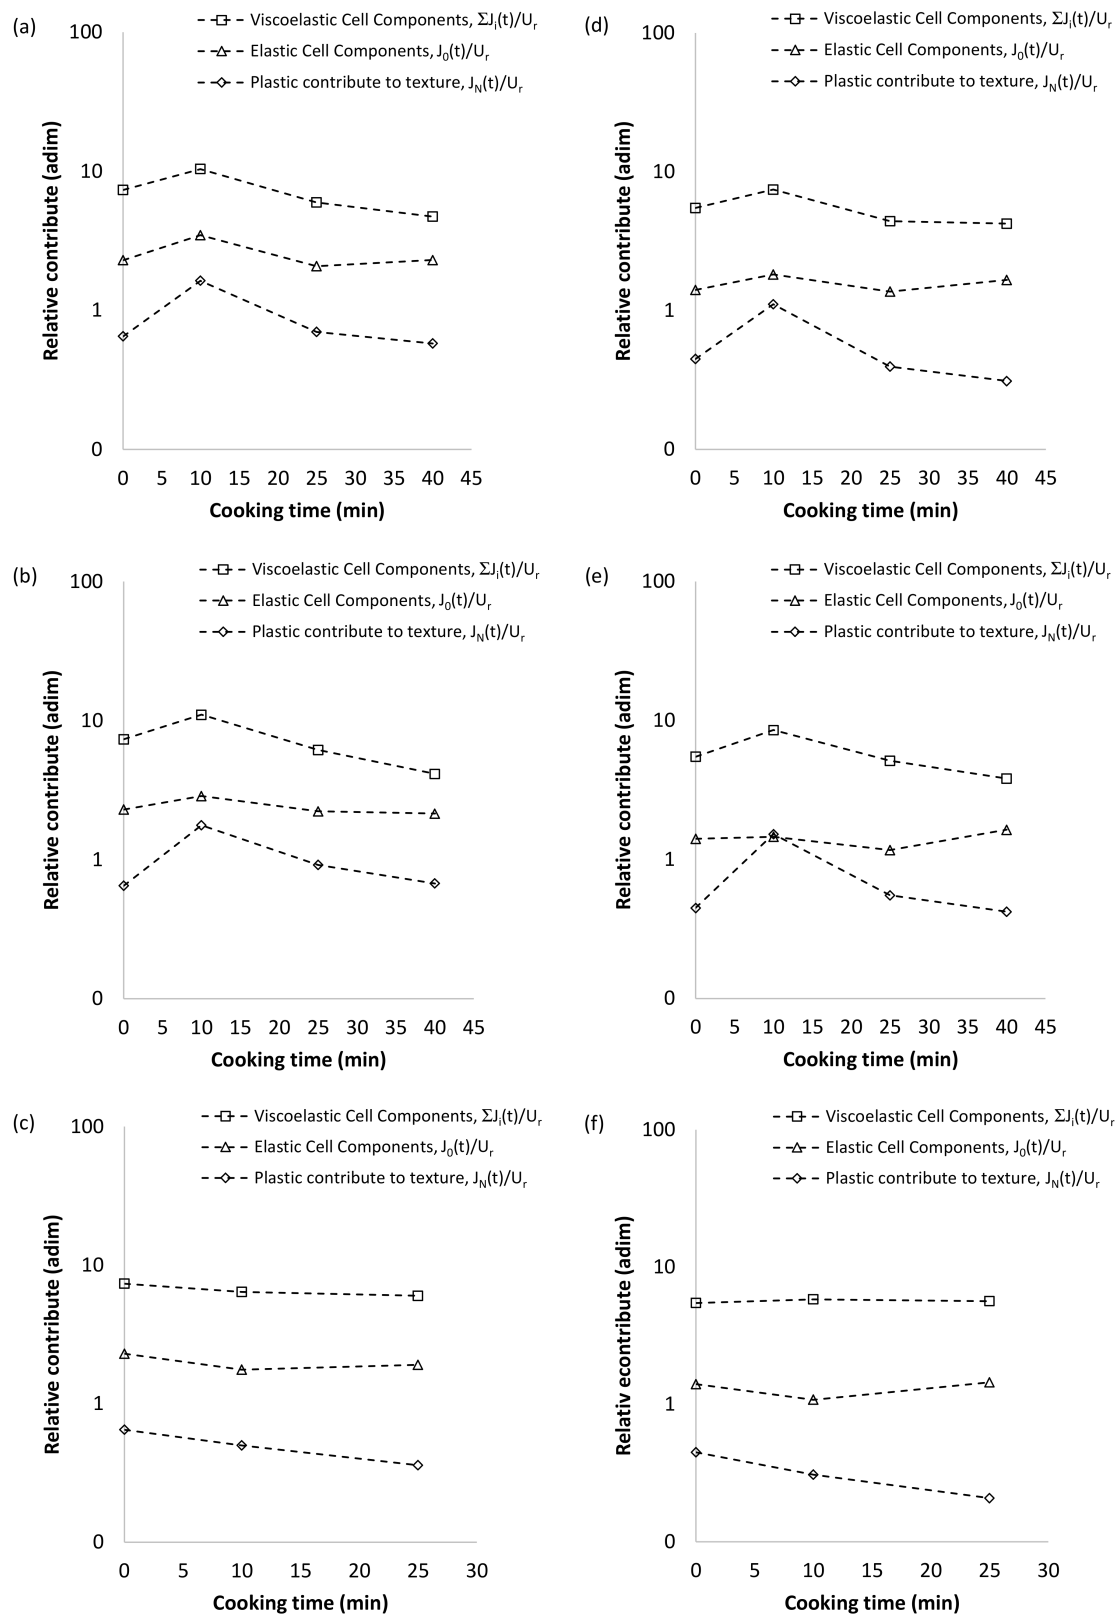 (a)
Viscoelastic Cell Components, ΣJi(t)/Ur
Elastic Cell Components, J0(t)/Ur
Plastic contribute to texture, JN(t)/Ur
100
10
1
0
Relative contribute (adim)
0 5 10 15 20 25 30 35 40 45
Cooking time (min)
(d)
Viscoelastic Cell Components, ΣJi(t)/Ur
Elastic Cell Components, J0(t)/Ur
Plastic contribute to texture, JN(t)/Ur
100
10
1
0
Relative contribute (adim)
0 5 10 15 20 25 30 35 40 45
Cooking time (min)
(b)
Viscoelastic Cell Components, ΣJi(t)/Ur
Elastic Cell Components, J0(t)/Ur
Plastic contribute to texture, JN(t)/Ur
100
10
1
0
Relative contribute (adim)
0 5 10 15 20 25 30 35 40 45
Cooking time (min)
(e)
Viscoelastic Cell Components, ΣJi(t)/Ur
Elastic Cell Components, J0(t)/Ur
Plastic contribute to texture, JN(t)/Ur
100
10
1
0
Relative contribute (adim)
0 5 10 15 20 25 30 35 40 45
Cooking time (min)
(c)
Viscoelastic Cell Components, ΣJi(t)/Ur
Elastic Cell Components, J0(t)/Ur
Plastic contribute to texture, JN(t)/Ur
100
10
1
0
Relative contribute (adim)
0 5 10 15 20 25 30
Cooking time (min)
(f)
Viscoelastic Cell Components, ΣJi(t)/Ur
Elastic Cell Components, J0(t)/Ur
Plastic contribute to texture, JN(t)/Ur
100
10
1
0
Relativ econtribute (adim)
0 5 10 15 20 25 30
Cooking time (min)